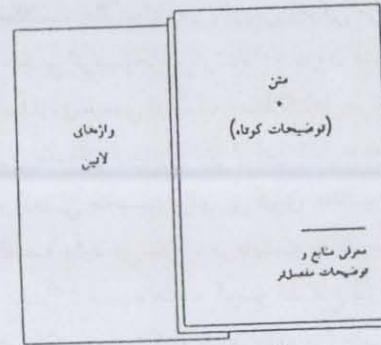 متن
*
(توضیحات کوتاه)
معرفی منابع و
توضیحات مفصل‌تر
واژه‌های
لاتین